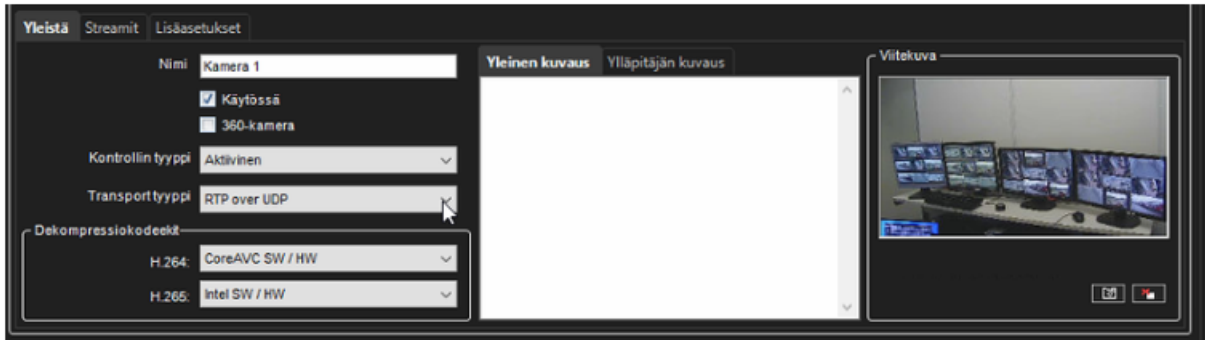 Yleistä Streamit Lisäasetukset
Nimi Kamera 1
Käytössä
360-kamera
Kontrollin tyyppi Aktiivinen
Transport tyyppi RTP over UDP
Dekompressiokodeekit
H.264: CoreAVC SW / HW
H.265: Intel SW / HW
Yleinen kuvaus Ylläpitäjän kuvaus
Viitekuva